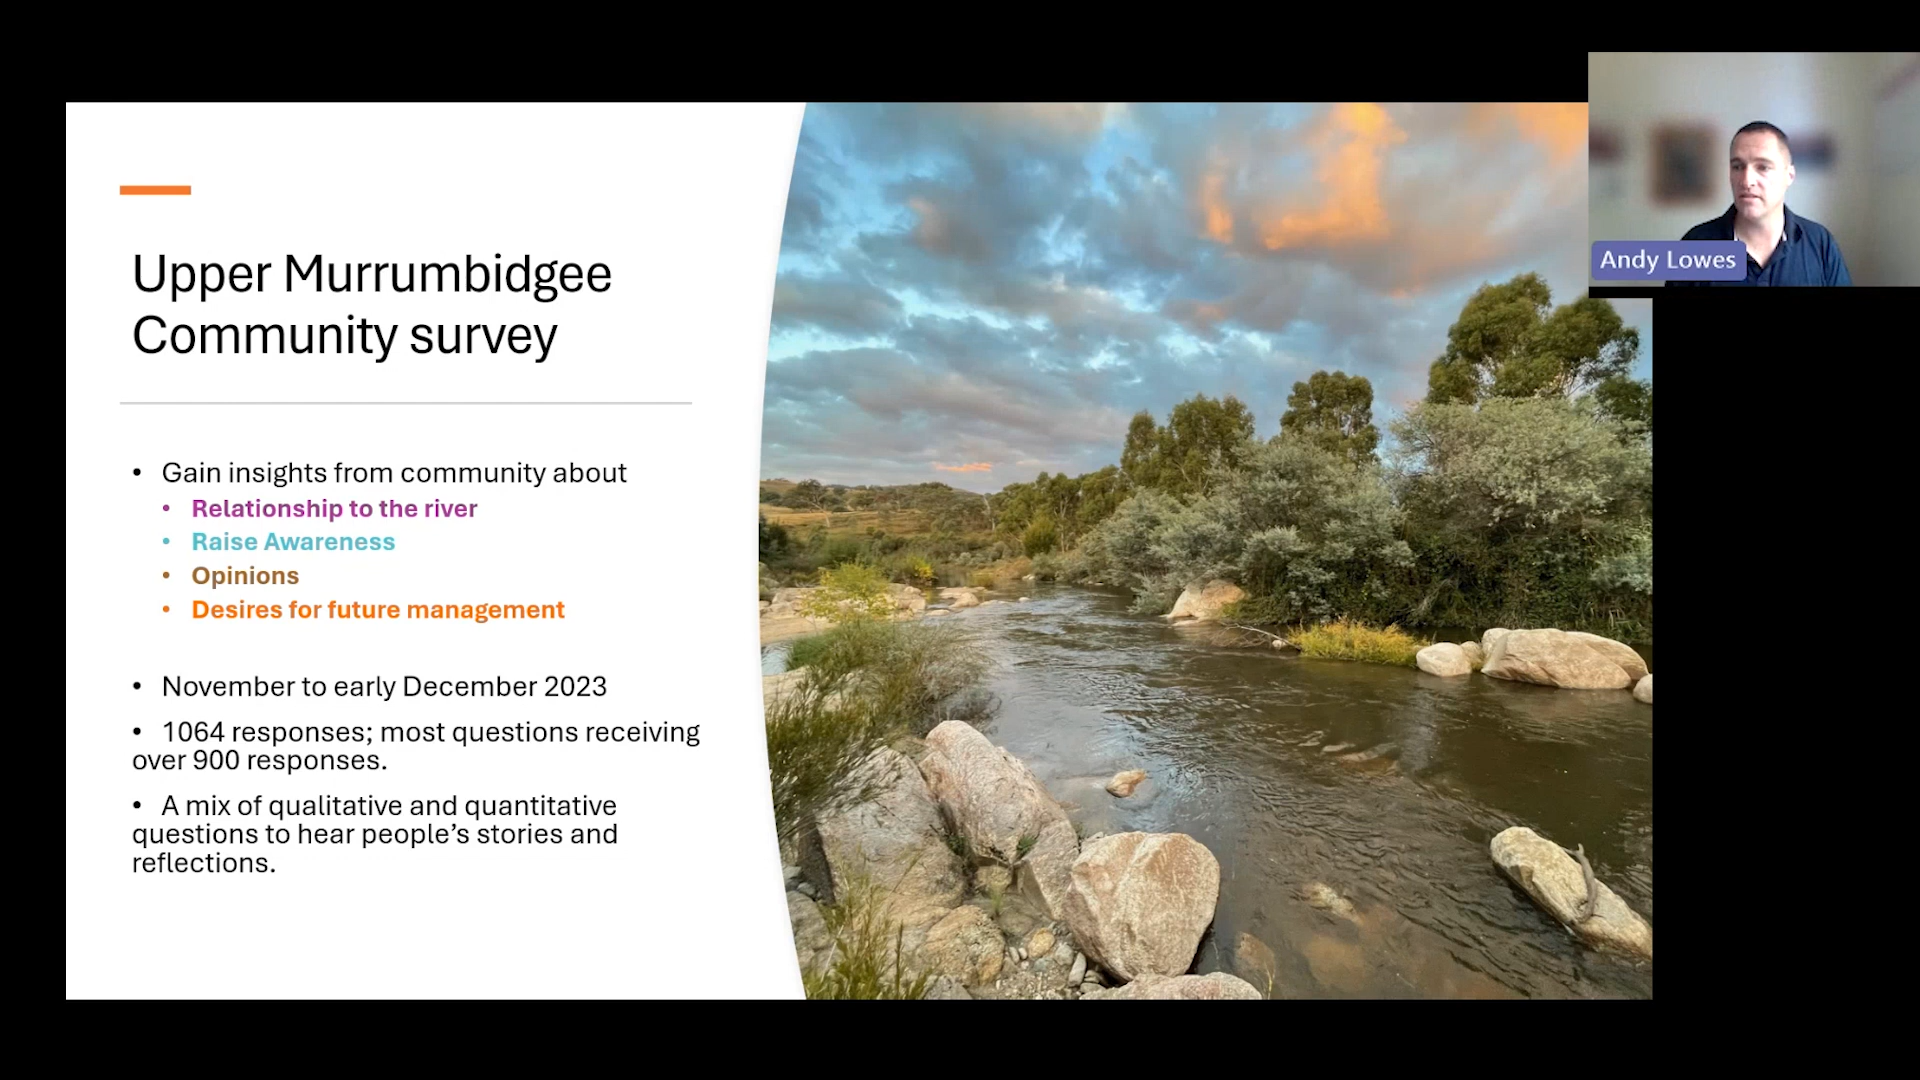 Upper Murrumbidgee
Community survey
• Gain insights from community about
• Relationship to the river
• Raise Awareness
• Opinions
• Desires for future management
• November to early December 2023
• 1064 responses; most questions receiving
over 900 responses.
• A mix of qualitative and quantitative
questions to hear people’s stories and
reflections.
Andy Lowes